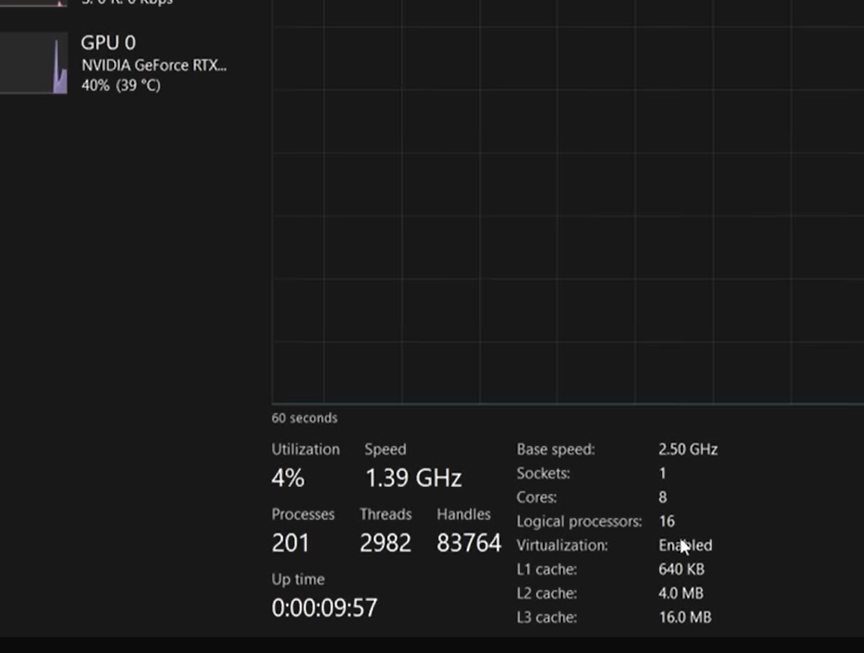 GPU 0
NVIDIA GeForce RTX...
40% (39 °C)
60 seconds
Utilization Speed
4% 1.39 GHz
Processes Threads Handles
201 2982 83764
Up time
0:00:09:57
Base speed: 2.50 GHz
Sockets: 1
Cores: 8
Logical processors: 16
Virtualization: Enabled
L1 cache: 640 KB
L2 cache: 4.0 MB
L3 cache: 16.0 MB